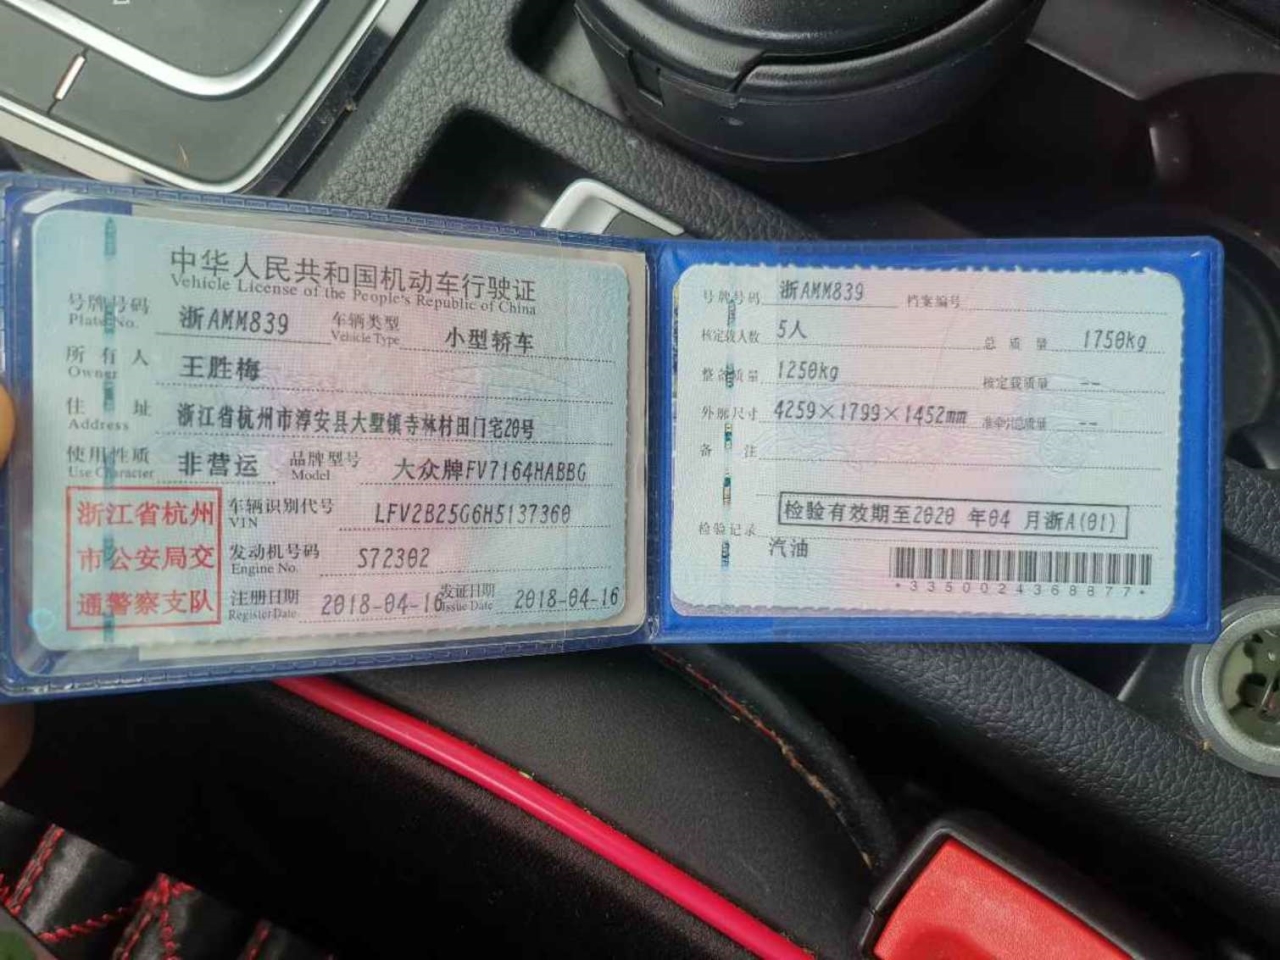 中华人民共和国机动车行驶证
Vehicle License of the People's Republic of China
号牌号码 浙AMM839 车辆类型 小型轿车
Plate No. Vehicle Type
所有人 王胜梅
Owner
住址 浙江省杭州市淳安县大墅镇寺林村田门宅20号
Address
使用性质 非营运 品牌型号 大众牌FV7164HABBG
Use Character Model
浙江省杭州
市公安局交
通警察支队
车辆识别代号 LFV2B25G6H5137360
VIN
发动机号码 S72302
Engine No.
注册日期 2018-04-16 发证日期 2018-04-16
Register Date Issue Date
号牌号码 浙AMM839 档案编号
核定载人数 5人 总质量 1750kg
整备质量 1250kg 核定载质量 --
外廓尺寸 4259×1799×1452mm 准牵引总质量 --
备注
检验有效期至2020 年04 月浙A(01)
检验记录
汽油
*3350024368877*